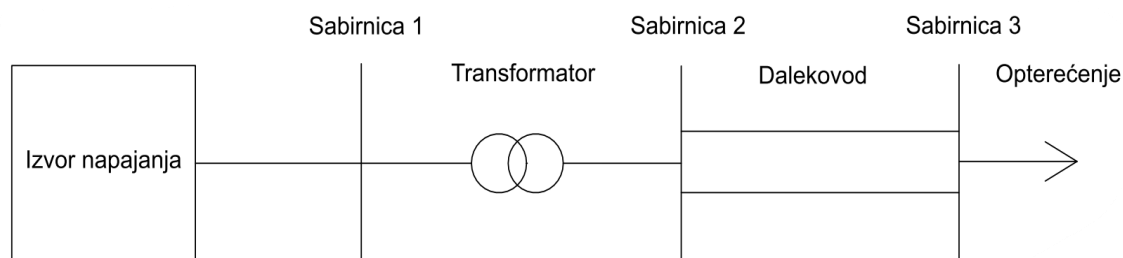 Sabirnica 1
Sabirnica 2
Sabirnica 3
Transformator
Dalekovod
Opterećenje
Izvor napajanja